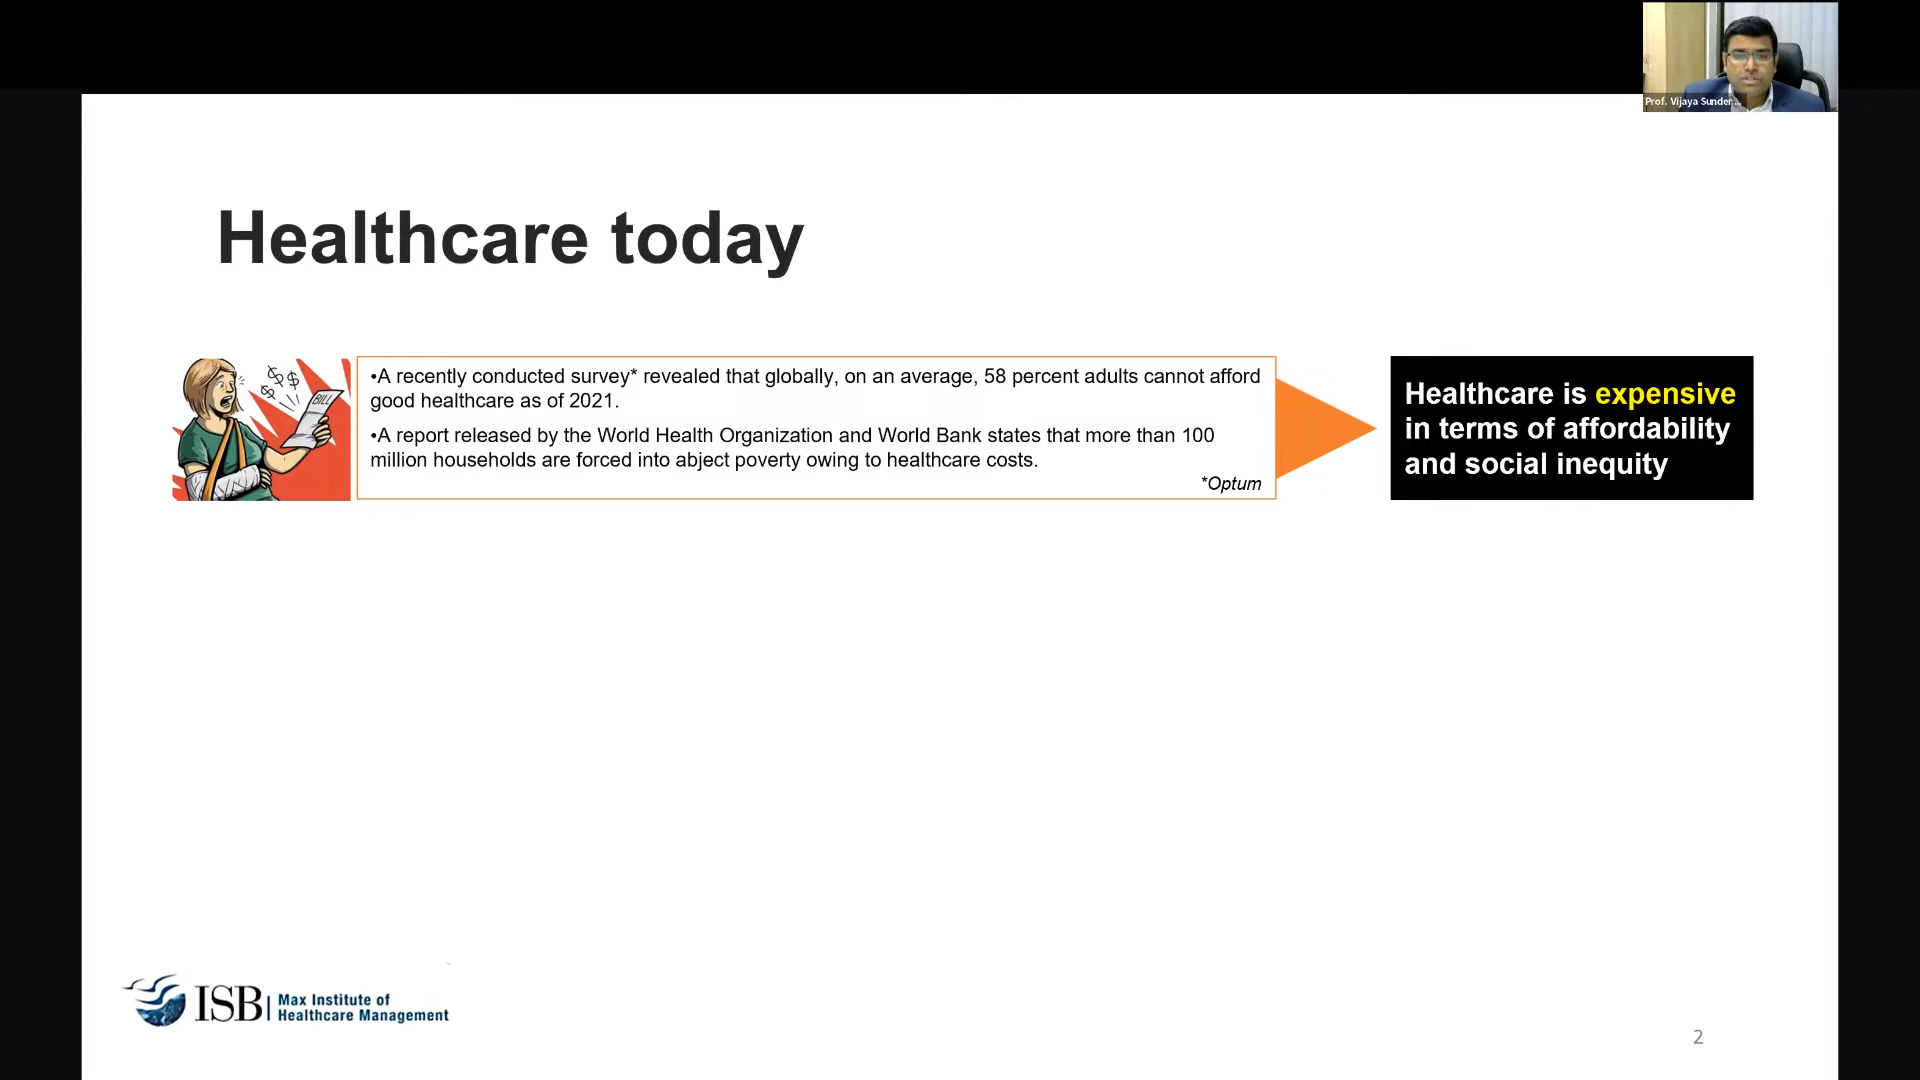 Prof. Vijaya Sunder ...
Healthcare today
$ $ $
BILL
•A recently conducted survey* revealed that globally, on an average, 58 percent adults cannot afford
good healthcare as of 2021.
•A report released by the World Health Organization and World Bank states that more than 100
million households are forced into abject poverty owing to healthcare costs.
*Optum
Healthcare is expensive
in terms of affordability
and social inequity
ISB
Max Institute of
Healthcare Management
2